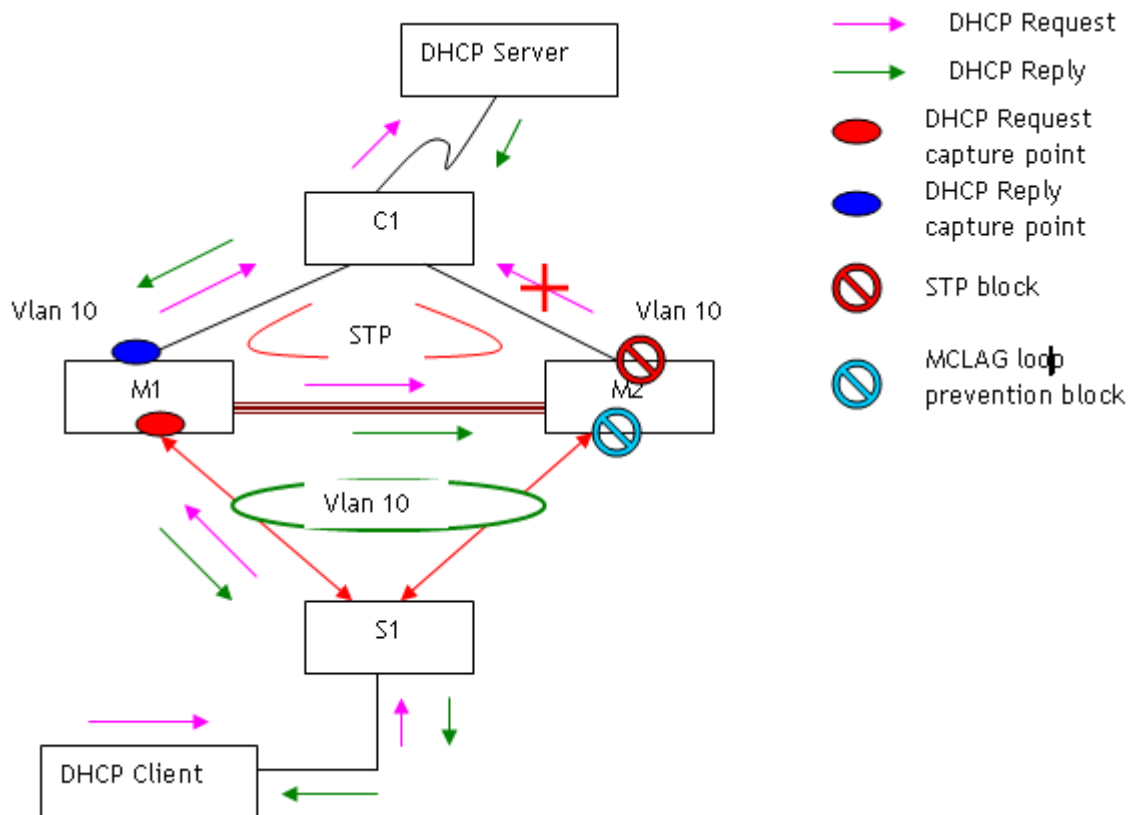 DHCP Server
C1
Vlan 10
Vlan 10
STP
M1
M2
Vlan 10
S1
DHCP Client
DHCP Request
DHCP Reply
DHCP Request
capture point
DHCP Reply
capture point
STP block
MCLAG loop
prevention block